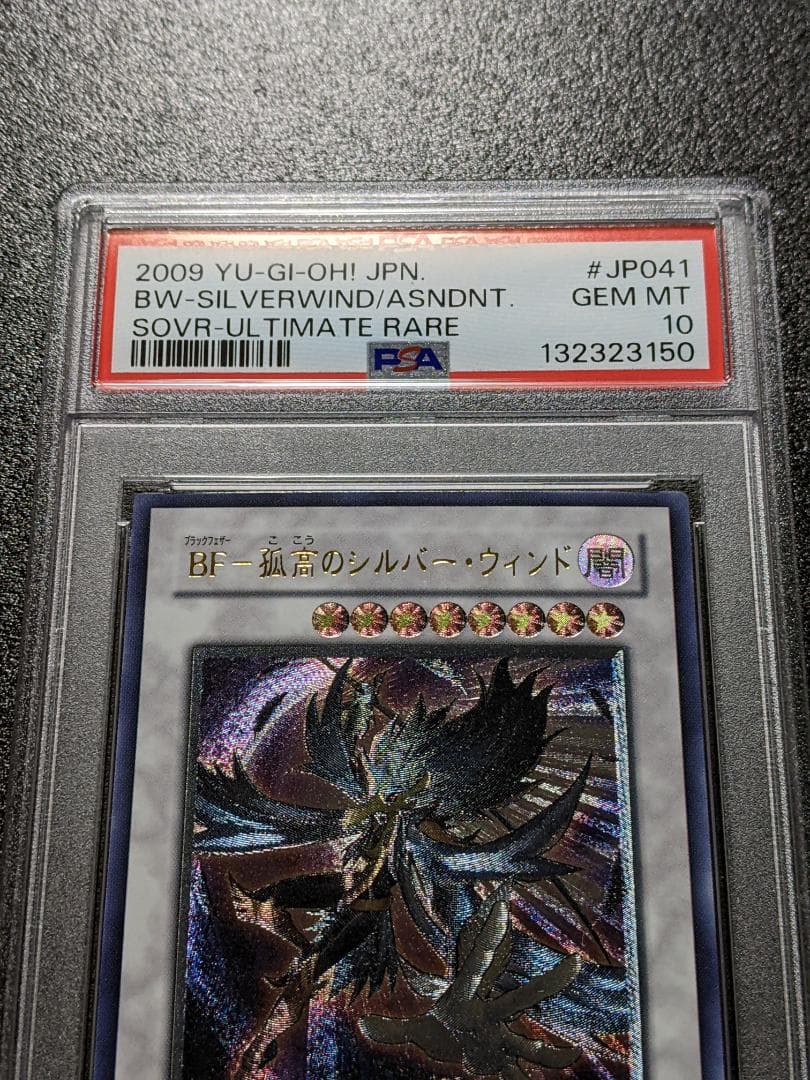 2009 YU-GI-OH! JPN. #JP041
BW-SILVERWIND/ASNDNT. GEM MT
SOVR-ULTIMATE RARE 10
PSA 132323150
ブラックフェザー ここう
BF－孤高のシルバー・ウィンド 闇